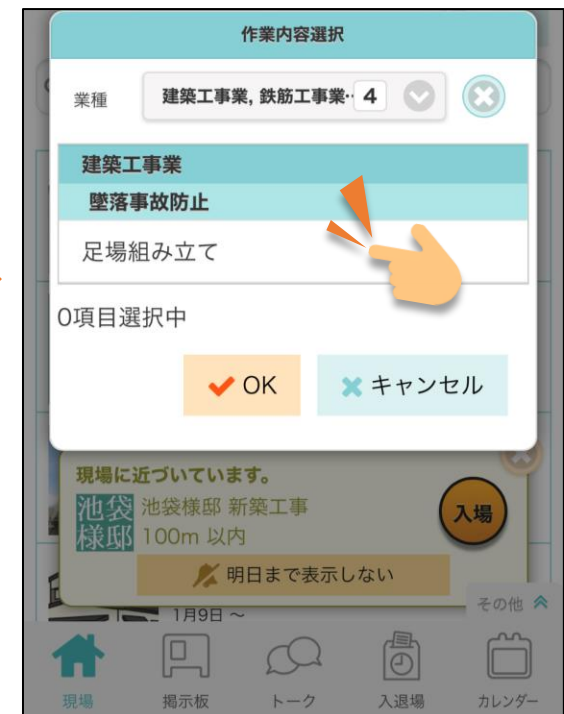 作業内容選択
業種 建築工事業, 鉄筋工事業‥ 4
建築工事業
墜落事故防止
足場組み立て
0項目選択中
OK キャンセル
現場に近づいています。
池袋様邸 池袋様邸 新築工事
100m 以内
入場
明日まで表示しない
その他
1月9日 ~
現場 掲示板 トーク 入退場 カレンダー